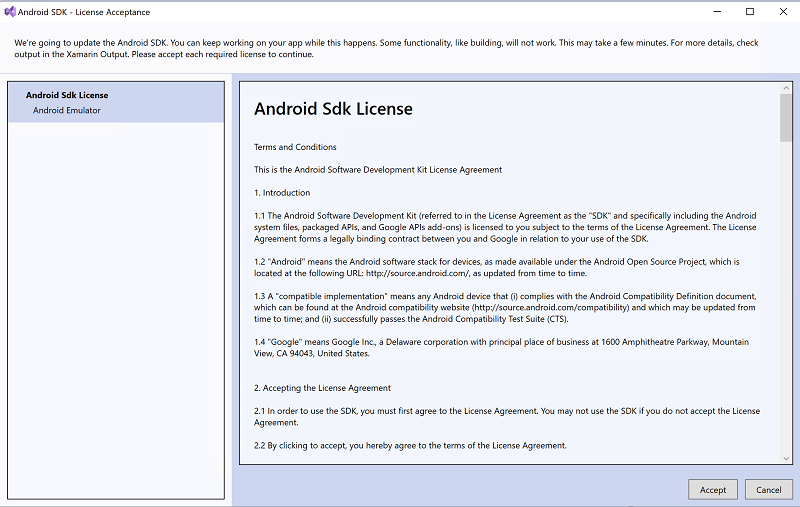 Android SDK - License Acceptance
We're going to update the Android SDK. You can keep working on your app while this happens. Some functionality, like building, will not work. This may take a few minutes. For more details, check
output in the Xamarin Output. Please accept each required license to continue.
Android Sdk License
Android Emulator
Android Sdk License
Terms and Conditions
This is the Android Software Development Kit License Agreement
1. Introduction
1.1 The Android Software Development Kit (referred to in the License Agreement as the "SDK" and specifically including the Android
system files, packaged APIs, and Google APIs add-ons) is licensed to you subject to the terms of the License Agreement. The License
Agreement forms a legally binding contract between you and Google in relation to your use of the SDK.
1.2 "Android" means the Android software stack for devices, as made available under the Android Open Source Project, which is
located at the following URL: http://source.android.com/, as updated from time to time.
1.3 A "compatible implementation" means any Android device that (i) complies with the Android Compatibility Definition document,
which can be found at the Android compatibility website (http://source.android.com/compatibility) and which may be updated from
time to time; and (ii) successfully passes the Android Compatibility Test Suite (CTS).
1.4 "Google" means Google Inc., a Delaware corporation with principal place of business at 1600 Amphitheatre Parkway, Mountain
View, CA 94043, United States.
2. Accepting the License Agreement
2.1 In order to use the SDK, you must first agree to the License Agreement. You may not use the SDK if you do not accept the License
Agreement.
2.2 By clicking to accept, you hereby agree to the terms of the License Agreement.
Accept
Cancel